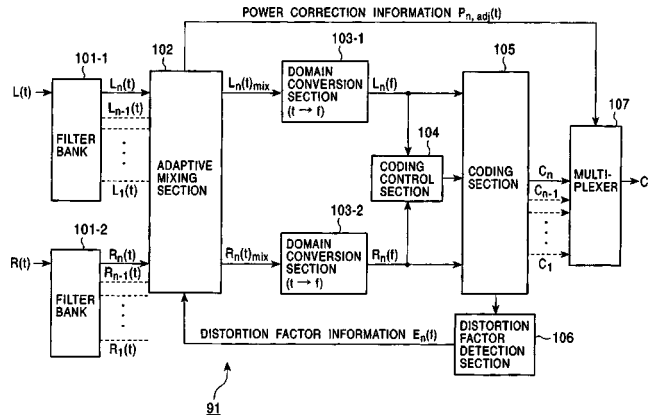 POWER CORRECTION INFORMATION Pn, adj(t)
101-1
102
103-1
105
107
L(t)
Ln(t)
Ln-1(t)
L1(t)
FILTER
BANK
ADAPTIVE
MIXING
SECTION
Ln(t)mix
DOMAIN
CONVERSION
SECTION
(t → f)
Ln(f)
104
CODING
CONTROL
SECTION
CODING
SECTION
Cn
Cn-1
C1
MULTI-
PLEXER
C
101-2
103-2
R(t)
Rn(t)
Rn-1(t)
R1(t)
FILTER
BANK
Rn(t)mix
DOMAIN
CONVERSION
SECTION
(t → f)
Rn(f)
DISTORTION FACTOR INFORMATION En(f)
DISTORTION
FACTOR
DETECTION
SECTION
106
91